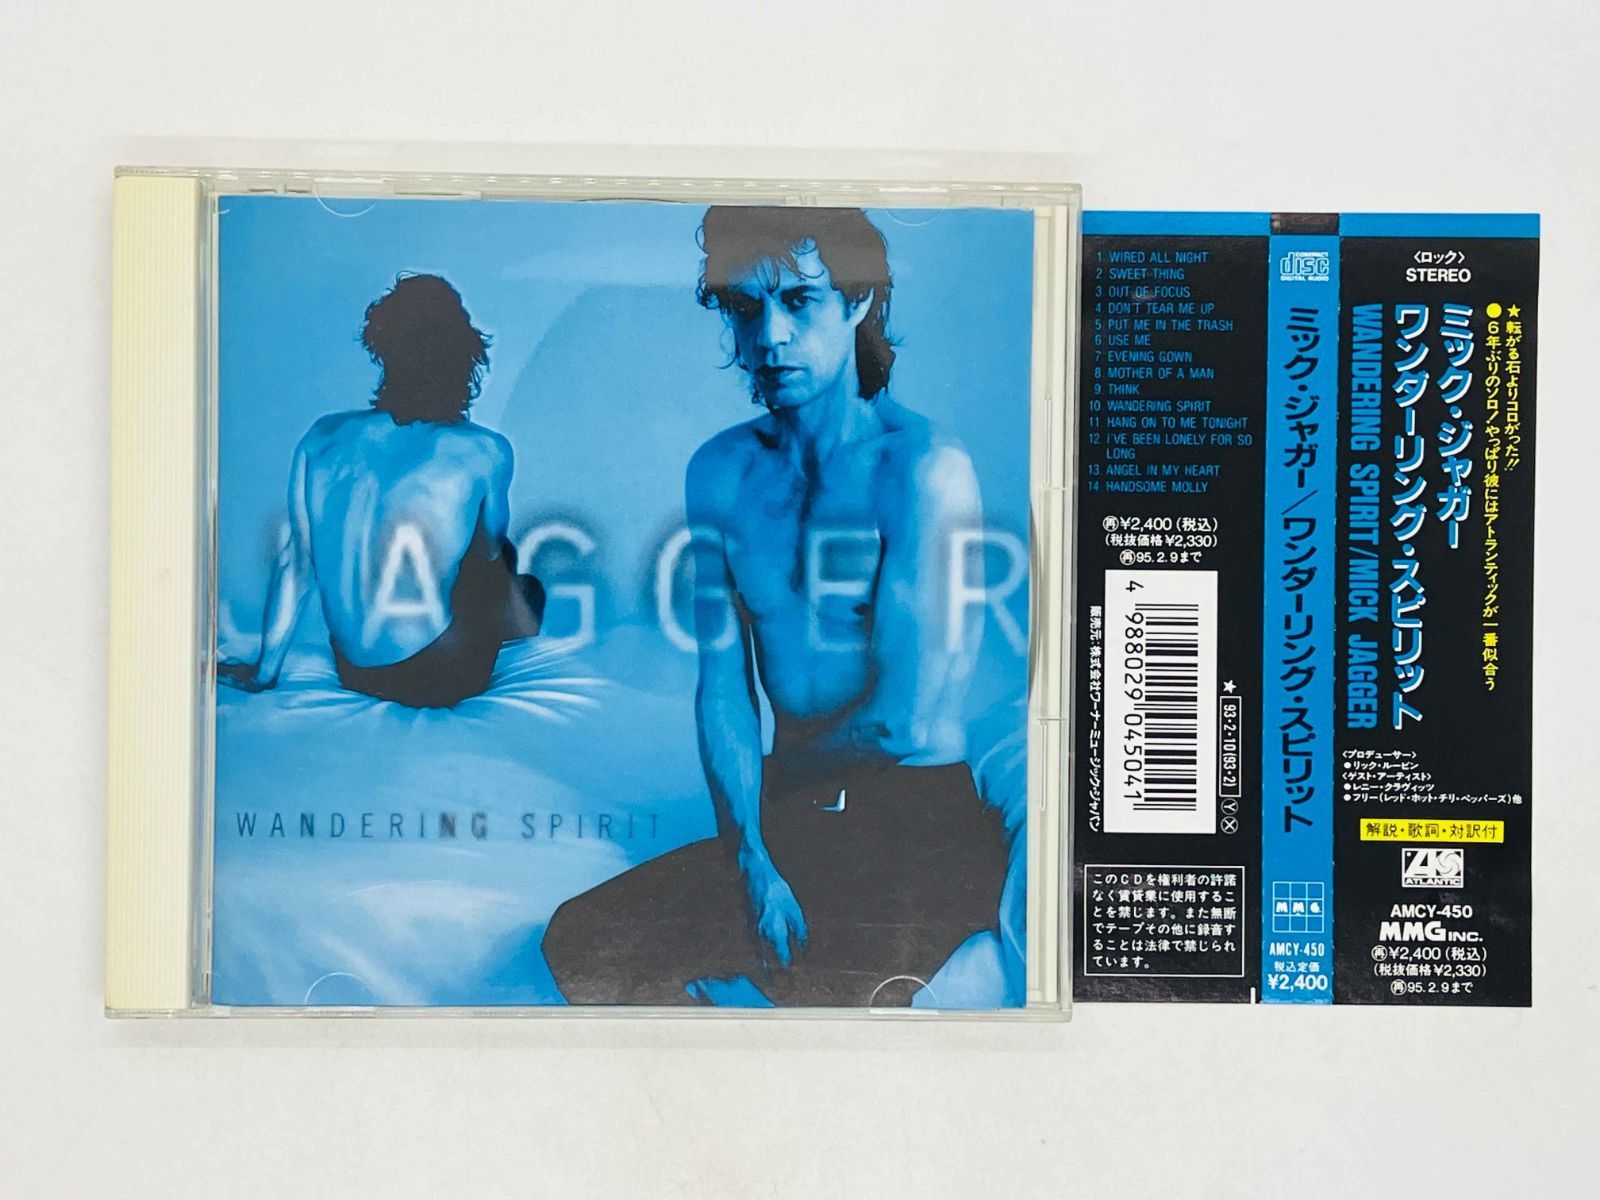 JAGGER
WANDERING SPIRIT
1 WIRED ALL NIGHT
2 SWEET THING
3 OUT OF FOCUS
4 DON'T TEAR ME UP
5 PUT ME IN THE TRASH
6 USE ME
7 EVENING GOWN
8 MOTHER OF A MAN
9 THINK
10 WANDERING SPIRIT
11 HANG ON TO ME TONIGHT
12 I'VE BEEN LONELY FOR SO
LONG
13 ANGEL IN MY HEART
14 HANDSOME MOLLY
再¥2,400(税込)
(税抜価格¥2,330)
再95.2.9まで
4 988029 045041
販売元:株式会社ワーナーミュージック・ジャパン
★ 93・2・10(93・2) Y X
このCDを権利者の許諾
なく賃貸業に使用するこ
とを禁じます。また無断
でテープその他に録音す
ることは法律で禁じられ
ています。
COMPACT
disc
DIGITAL AUDIO
ミック・ジャガー/ワンダーリング・スピリット
MMG
AMCY-450
税込定価
¥2,400
〈ロック〉
STEREO
★転がる石よりコロがった!!
●6年ぶりのソロ!やっぱり彼にはアトランティックが一番似合う
ミック・ジャガー
ワンダーリング・スピリット
WANDERING SPIRIT/MICK JAGGER
〈プロデューサー〉
●リック・ルービン
〈ゲスト・アーティスト〉
●レニー・クラヴィッツ
●フリー(レッド・ホット・チリ・ペッパーズ)他
解説・歌詞・対訳付
ATLANTIC
AMCY-450
MMG INC.
再¥2,400(税込)
(税抜価格¥2,330)
再95.2.9まで